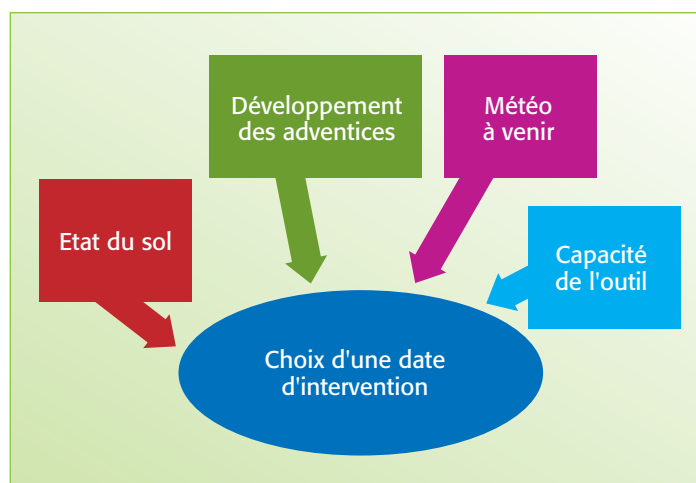 Développement
des adventices
Météo
à venir
Etat du sol
Capacité
de l'outil
Choix d'une date
d'intervention